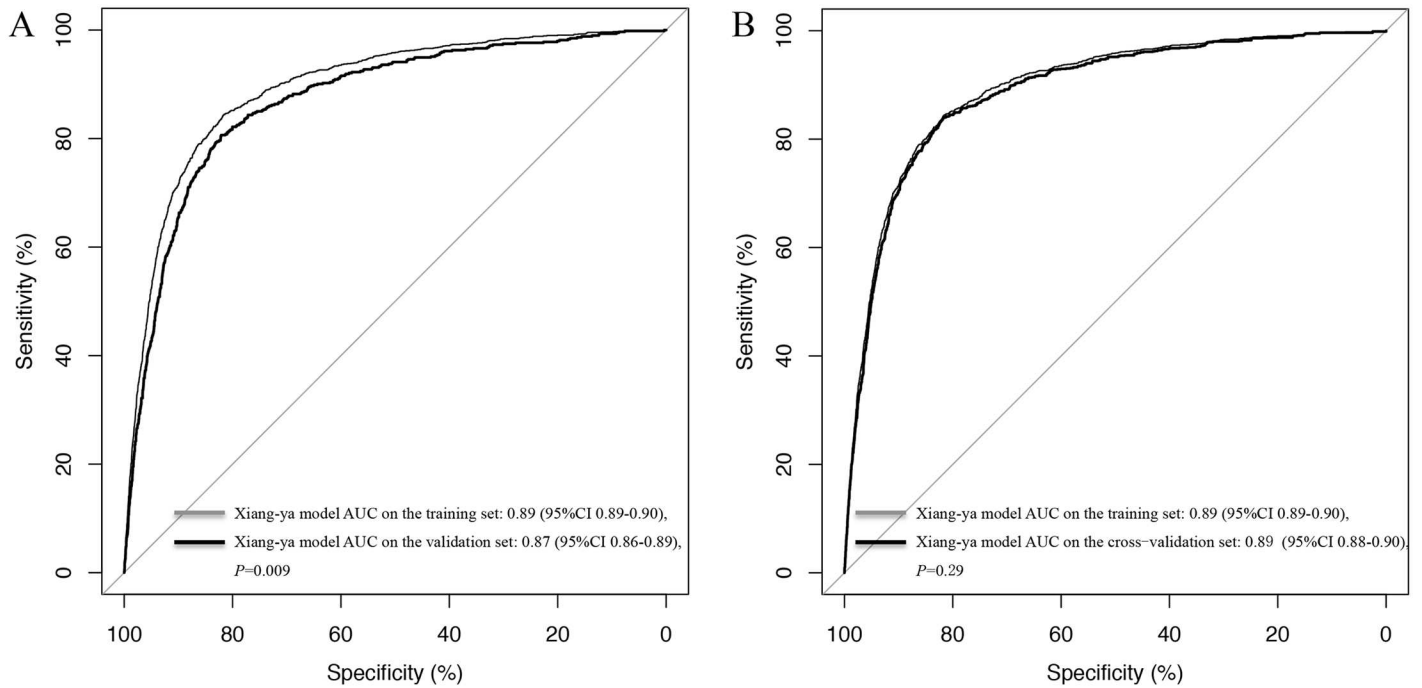 A
100
80
60
40
20
0
Sensitivity (%)
Xiang-ya model AUC on the training set: 0.89 (95%CI 0.89-0.90),
Xiang-ya model AUC on the validation set: 0.87 (95%CI 0.86-0.89),
P=0.009
100 80 60 40 20 0
Specificity (%)
B
100
80
60
40
20
0
Sensitivity (%)
Xiang-ya model AUC on the training set: 0.89 (95%CI 0.89-0.90),
Xiang-ya model AUC on the cross-validation set: 0.89 (95%CI 0.88-0.90),
P=0.29
100 80 60 40 20 0
Specificity (%)